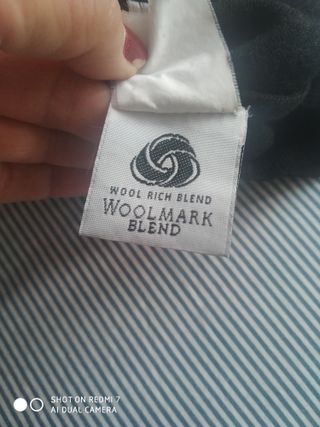 WOOL RICH BLEND
WOOLMARK
BLEND
SHOT ON REDMI 7
AI DUAL CAMERA